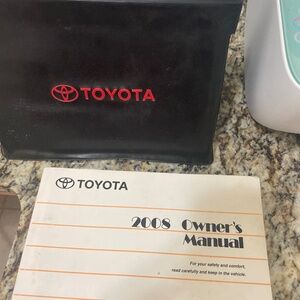 TOYOTA
TOYOTA
2008 Owner's
Manual
For your safety and comfort,
read carefully and keep in the vehicle.